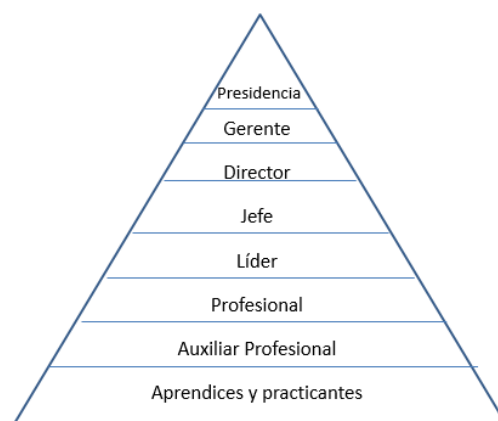 Presidencia
Gerente
Director
Jefe
Líder
Profesional
Auxiliar Profesional
Aprendices y practicantes